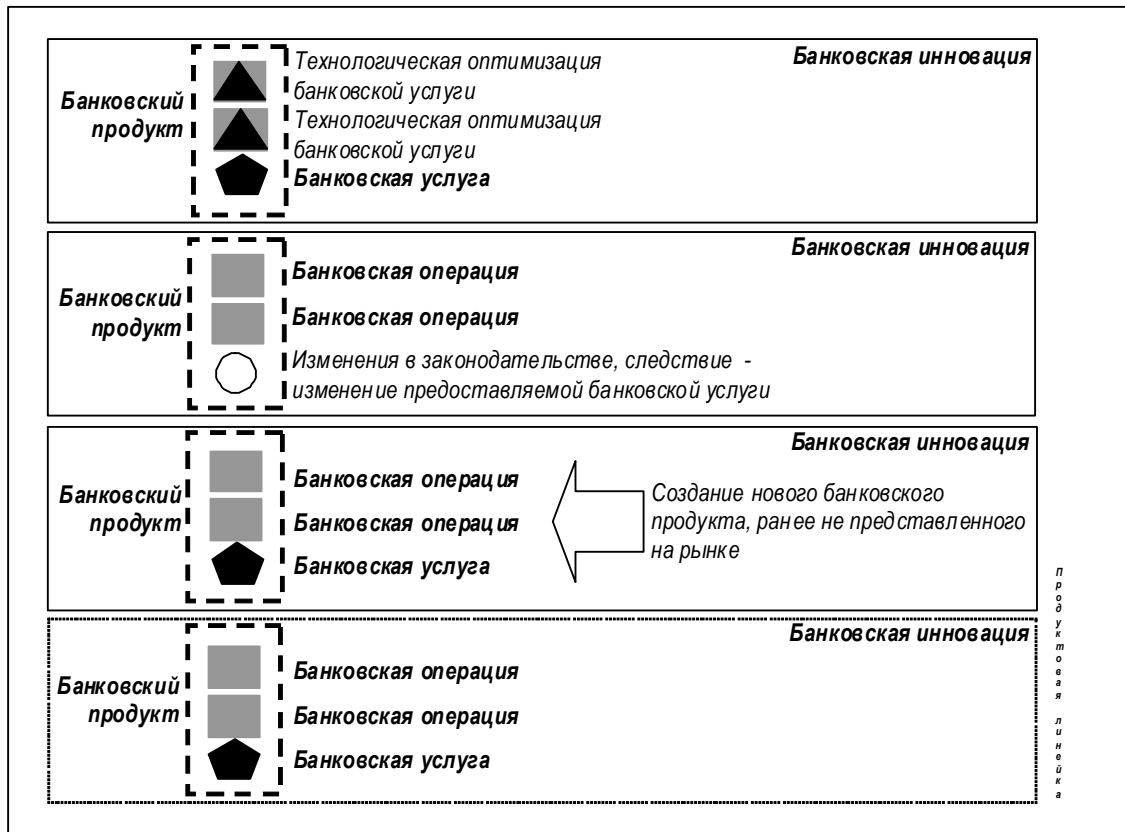 Банковская инновация
Банковский
продукт
Технологическая оптимизация
банковской услуги
Технологическая оптимизация
банковской услуги
Банковская услуга
Банковская инновация
Банковский
продукт
Банковская операция
Банковская операция
Изменения в законодательстве, следствие -
изменение предоставляемой банковской услуги
Банковская инновация
Банковский
продукт
Банковская операция
Банковская операция
Банковская услуга
Создание нового банковского
продукта, ранее не представленного
на рынке
Банковская инновация
Банковский
продукт
Банковская операция
Банковская операция
Банковская услуга
Продуктовая линейка